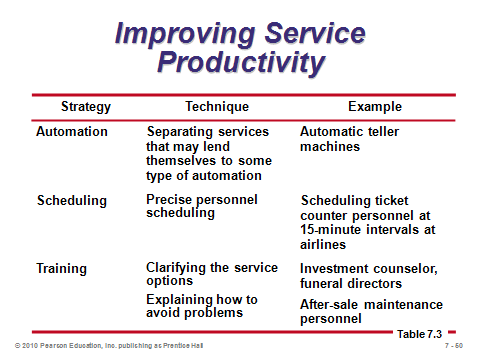 Improving Service
Productivity
Strategy Technique Example
Automation Separating services Automatic teller
that may lend machines
themselves to some
type of automation
Scheduling Precise personnel Scheduling ticket
scheduling counter personnel at
15-minute intervals at
airlines
Training Clarifying the service Investment counselor,
options funeral directors
Explaining how to After-sale maintenance
avoid problems personnel
Table 7.3
© 2010 Pearson Education, Inc. publishing as Prentice Hall 7 - 50